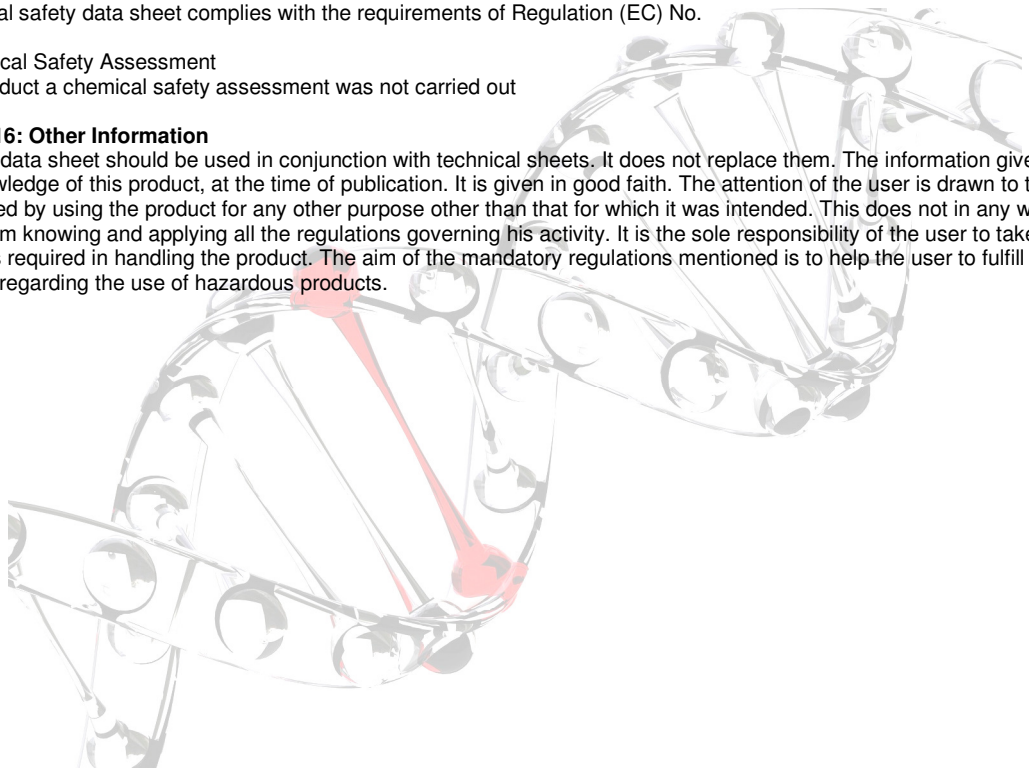 al safety data sheet complies with the requirements of Regulation (EC) No.
cal Safety Assessment
duct a chemical safety assessment was not carried out
16: Other Information
data sheet should be used in conjunction with technical sheets. It does not replace them. The information give
wledge of this product, at the time of publication. It is given in good faith. The attention of the user is drawn to t
ed by using the product for any other purpose other than that for which it was intended. This does not in any w
m knowing and applying all the regulations governing his activity. It is the sole responsibility of the user to take
s required in handling the product. The aim of the mandatory regulations mentioned is to help the user to fulfill
regarding the use of hazardous products.